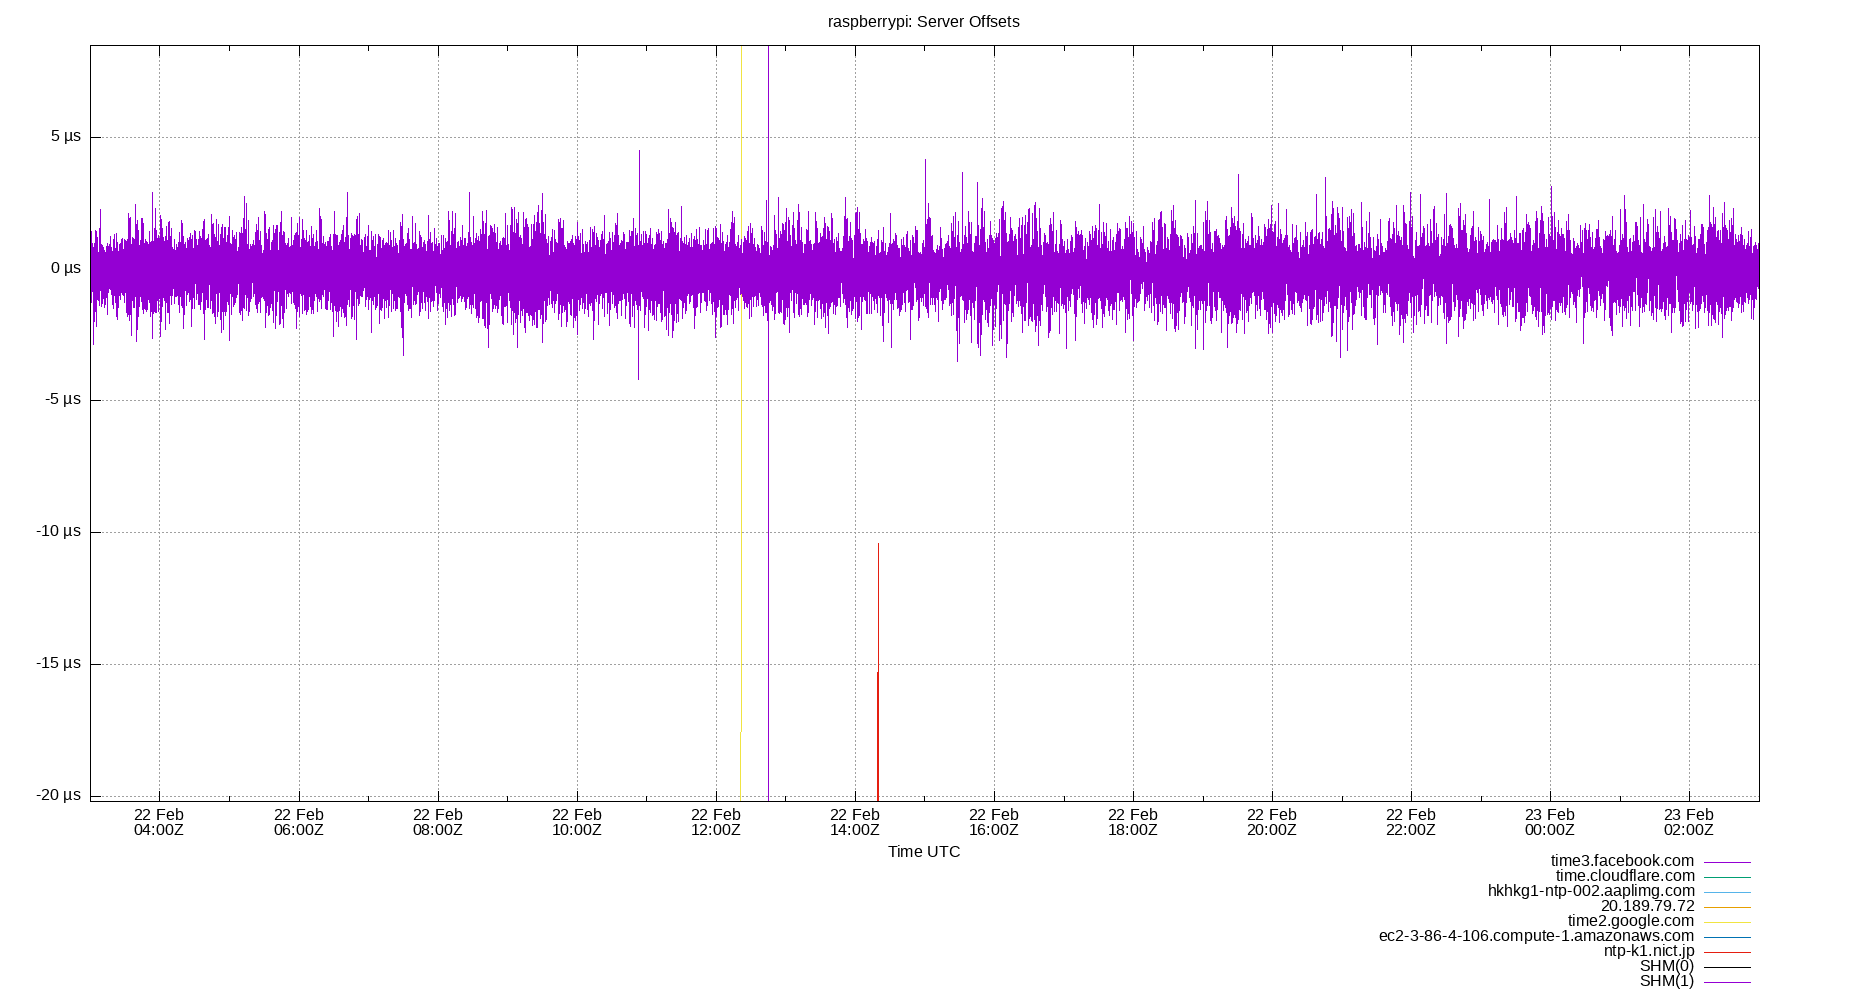 raspberrypi: Server Offsets
5 µs
0 µs
-5 µs
-10 µs
-15 µs
-20 µs
22 Feb 22 Feb 22 Feb 22 Feb 22 Feb 22 Feb 22 Feb 22 Feb 22 Feb 22 Feb 23 Feb 23 Feb
04:00Z 06:00Z 08:00Z 10:00Z 12:00Z 14:00Z 16:00Z 18:00Z 20:00Z 22:00Z 00:00Z 02:00Z
Time UTC
time3.facebook.com
time.cloudflare.com
hkhkg1-ntp-002.aaplimg.com
20.189.79.72
time2.google.com
ec2-3-86-4-106.compute-1.amazonaws.com
ntp-k1.nict.jp
SHM(0)
SHM(1)